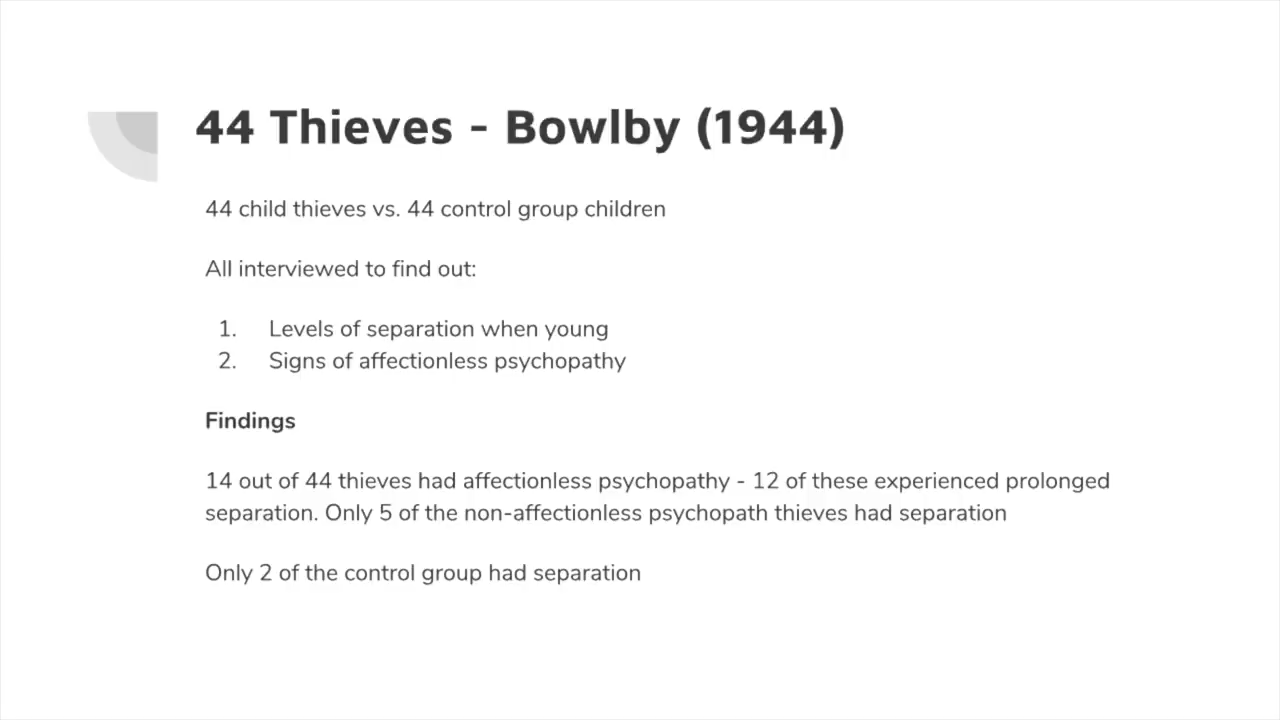 44 Thieves - Bowlby (1944)
44 child thieves vs. 44 control group children
All interviewed to find out:
1. Levels of separation when young
2. Signs of affectionless psychopathy
Findings
14 out of 44 thieves had affectionless psychopathy - 12 of these experienced prolonged
separation. Only 5 of the non-affectionless psychopath thieves had separation
Only 2 of the control group had separation